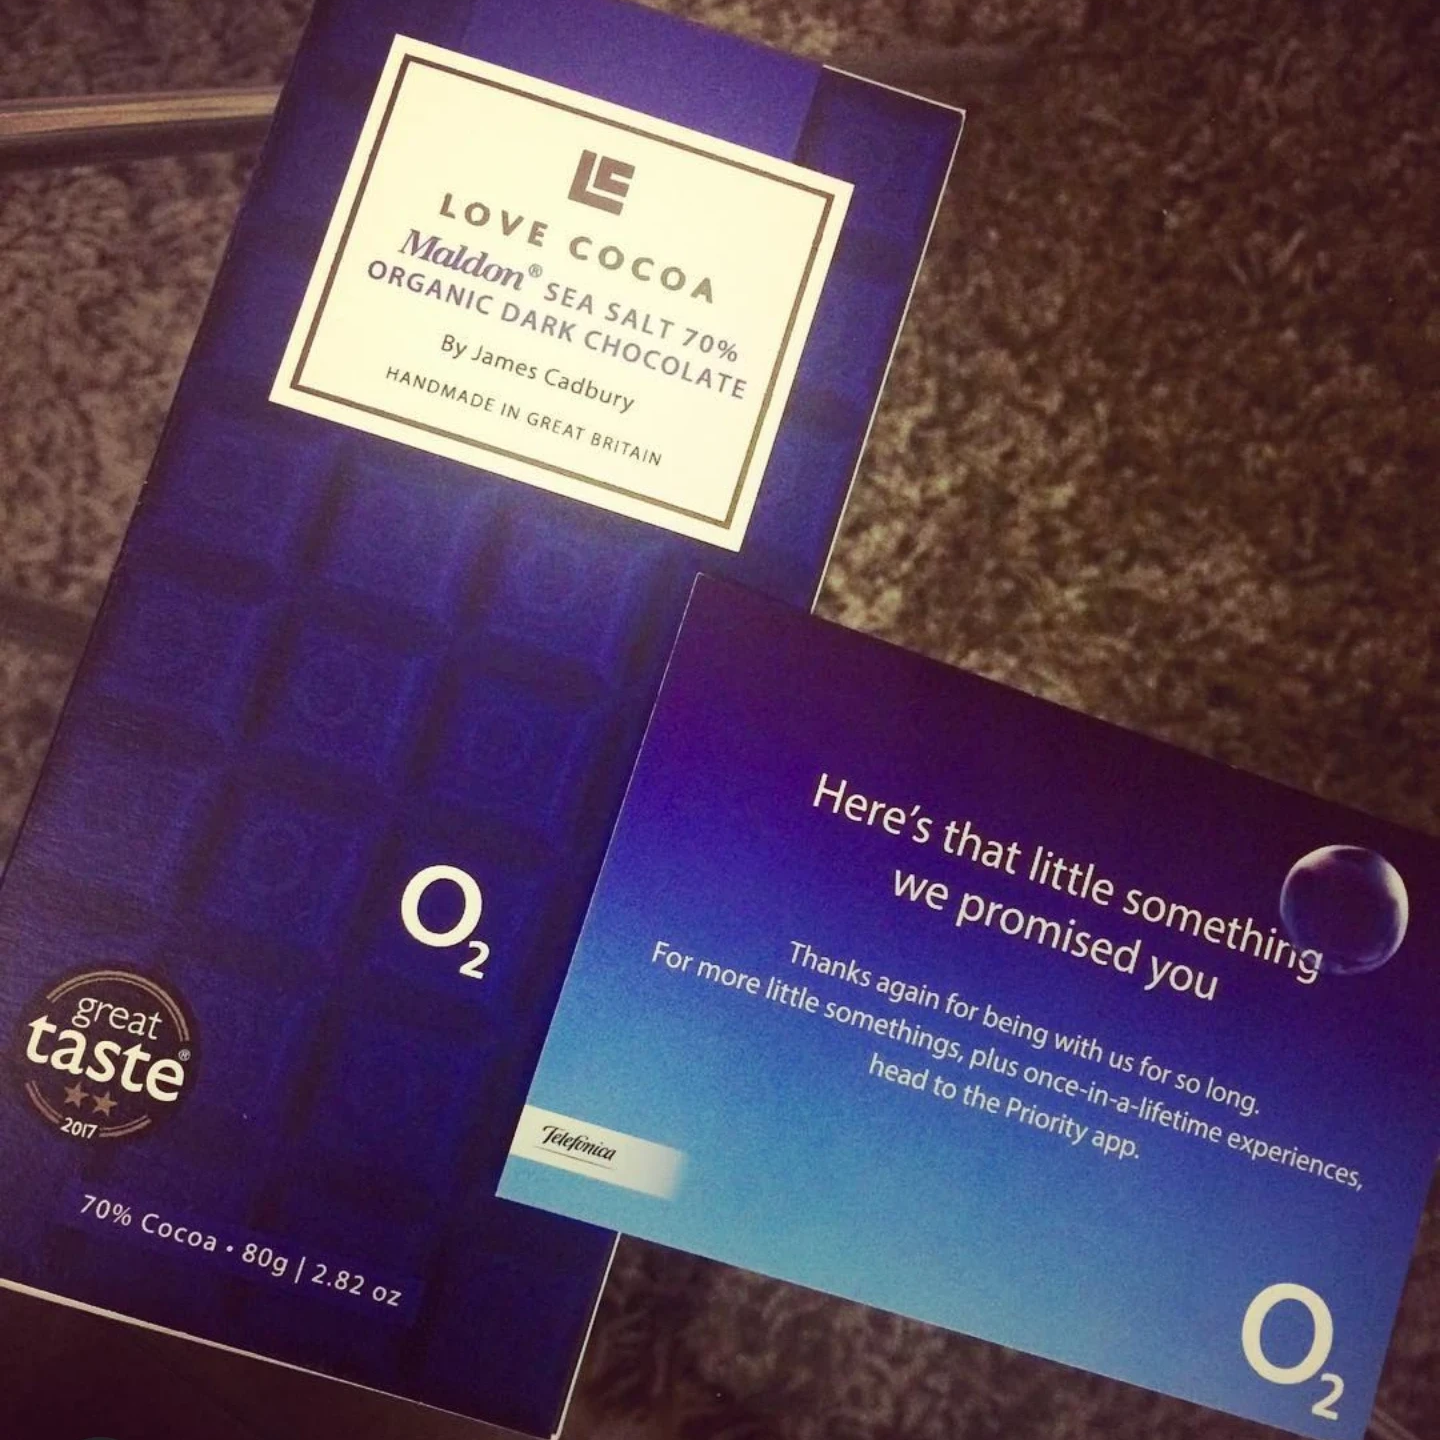 LC
LOVE COCOA
Maldon® SEA SALT 70%
ORGANIC DARK CHOCOLATE
By James Cadbury
HANDMADE IN GREAT BRITAIN
O2
great
taste®
2017
70% Cocoa • 80g | 2.82 oz
Here's that little something
we promised you
Thanks again for being with us for so long.
For more little somethings, plus once-in-a-lifetime experiences,
head to the Priority app.
Telefónica
O2